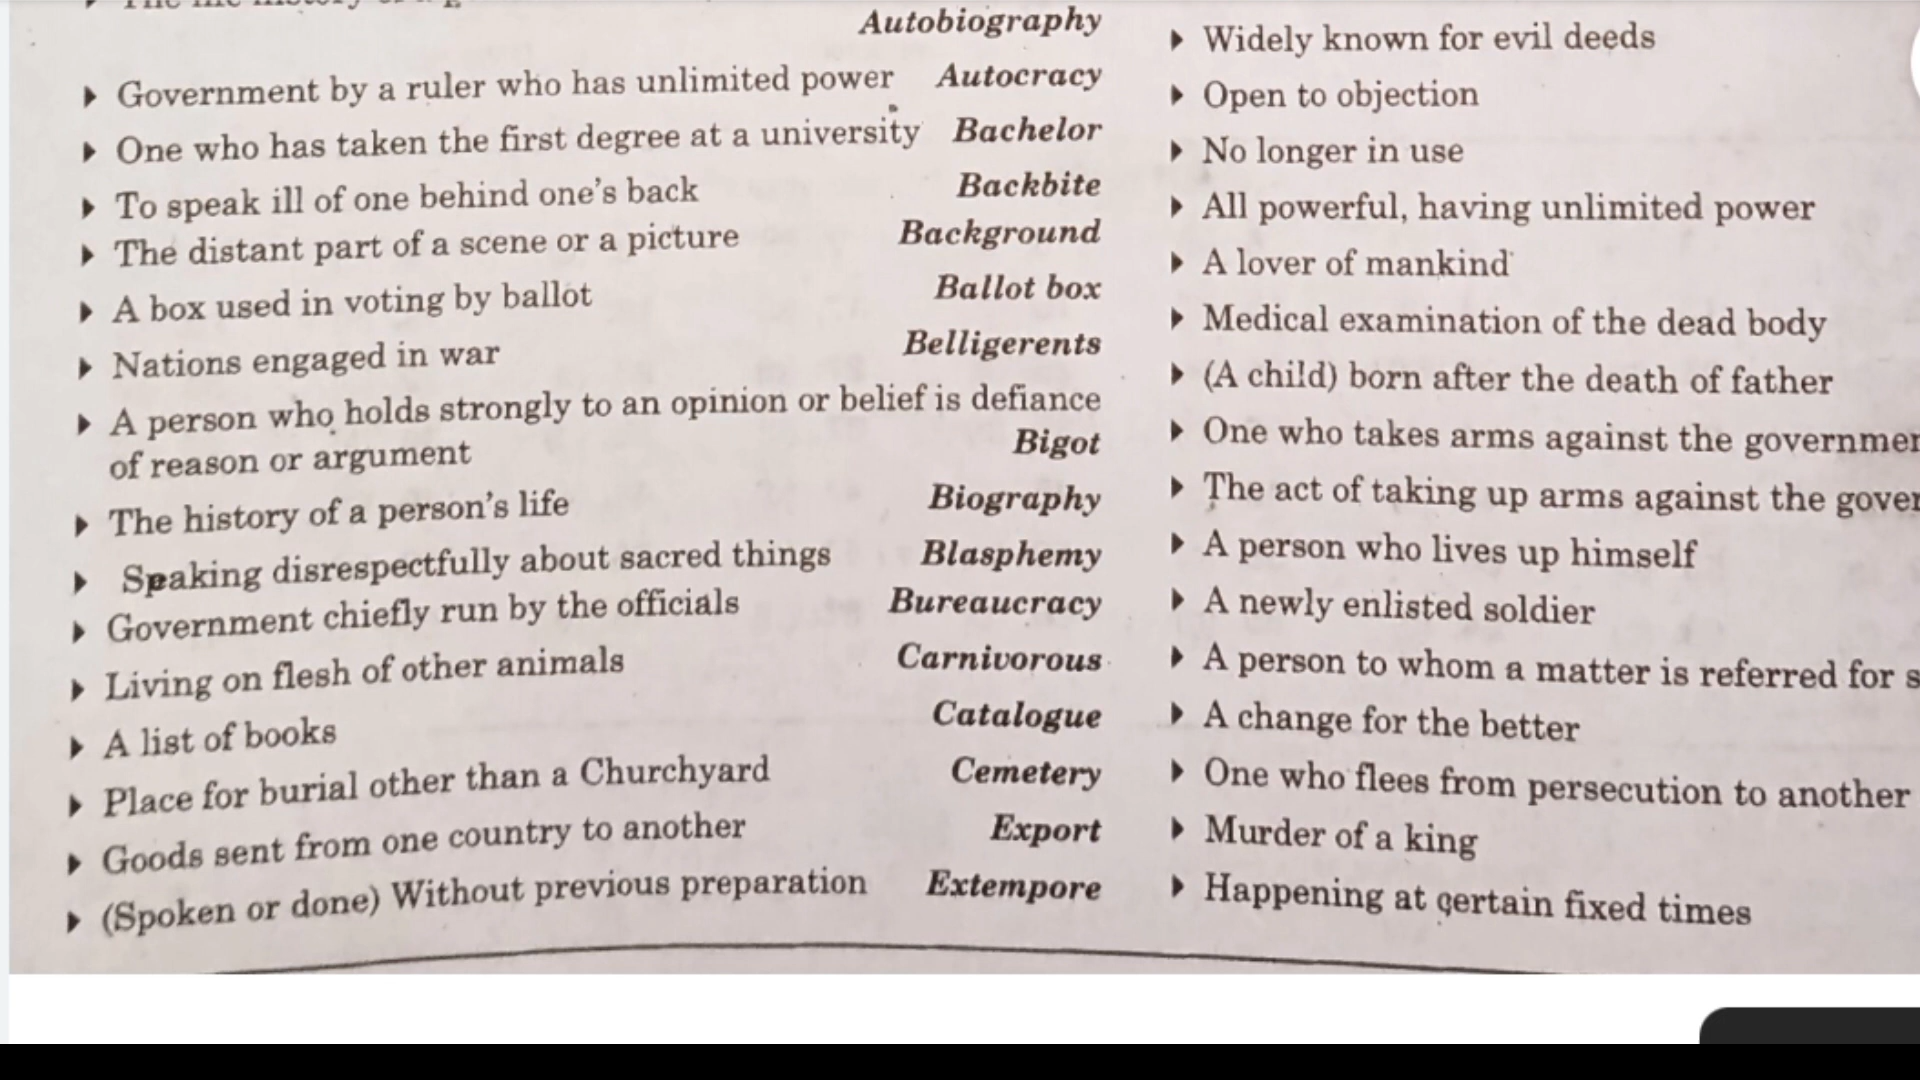 Autobiography
Government by a ruler who has unlimited power Autocracy
One who has taken the first degree at a university Bachelor
To speak ill of one behind one's back Backbite
The distant part of a scene or a picture Background
A box used in voting by ballot Ballot box
Nations engaged in war Belligerents
A person who holds strongly to an opinion or belief is defiance
of reason or argument Bigot
The history of a person's life Biography
Speaking disrespectfully about sacred things Blasphemy
Government chiefly run by the officials Bureaucracy
Living on flesh of other animals Carnivorous
A list of books Catalogue
Place for burial other than a Churchyard Cemetery
Goods sent from one country to another Export
(Spoken or done) Without previous preparation Extempore
Widely known for evil deeds
Open to objection
No longer in use
All powerful, having unlimited power
A lover of mankind
Medical examination of the dead body
(A child) born after the death of father
One who takes arms against the
The act of taking up arms against the
A person who lives up himself
A newly enlisted soldier
A person to whom a matter is referred for
A change for the better
One who flees from persecution to another
Murder of a king
Happening at certain fixed times